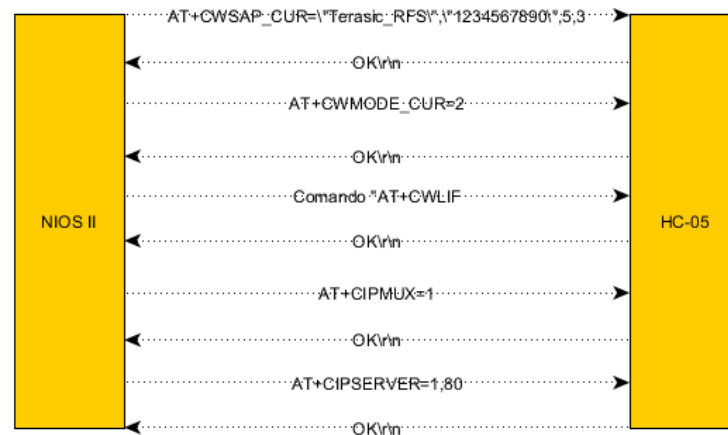 AT+CWSAP_CUR=\"Terasic_RFS\",\"1234567890\",5,3
OK\r\n
AT+CWMODE_CUR=2
OK\r\n
Comando "AT+CWLIF
NIOS II
HC-05
OK\r\n
AT+CIPMUX=1
OK\r\n
AT+CIPSERVER=1,80
OK\r\n